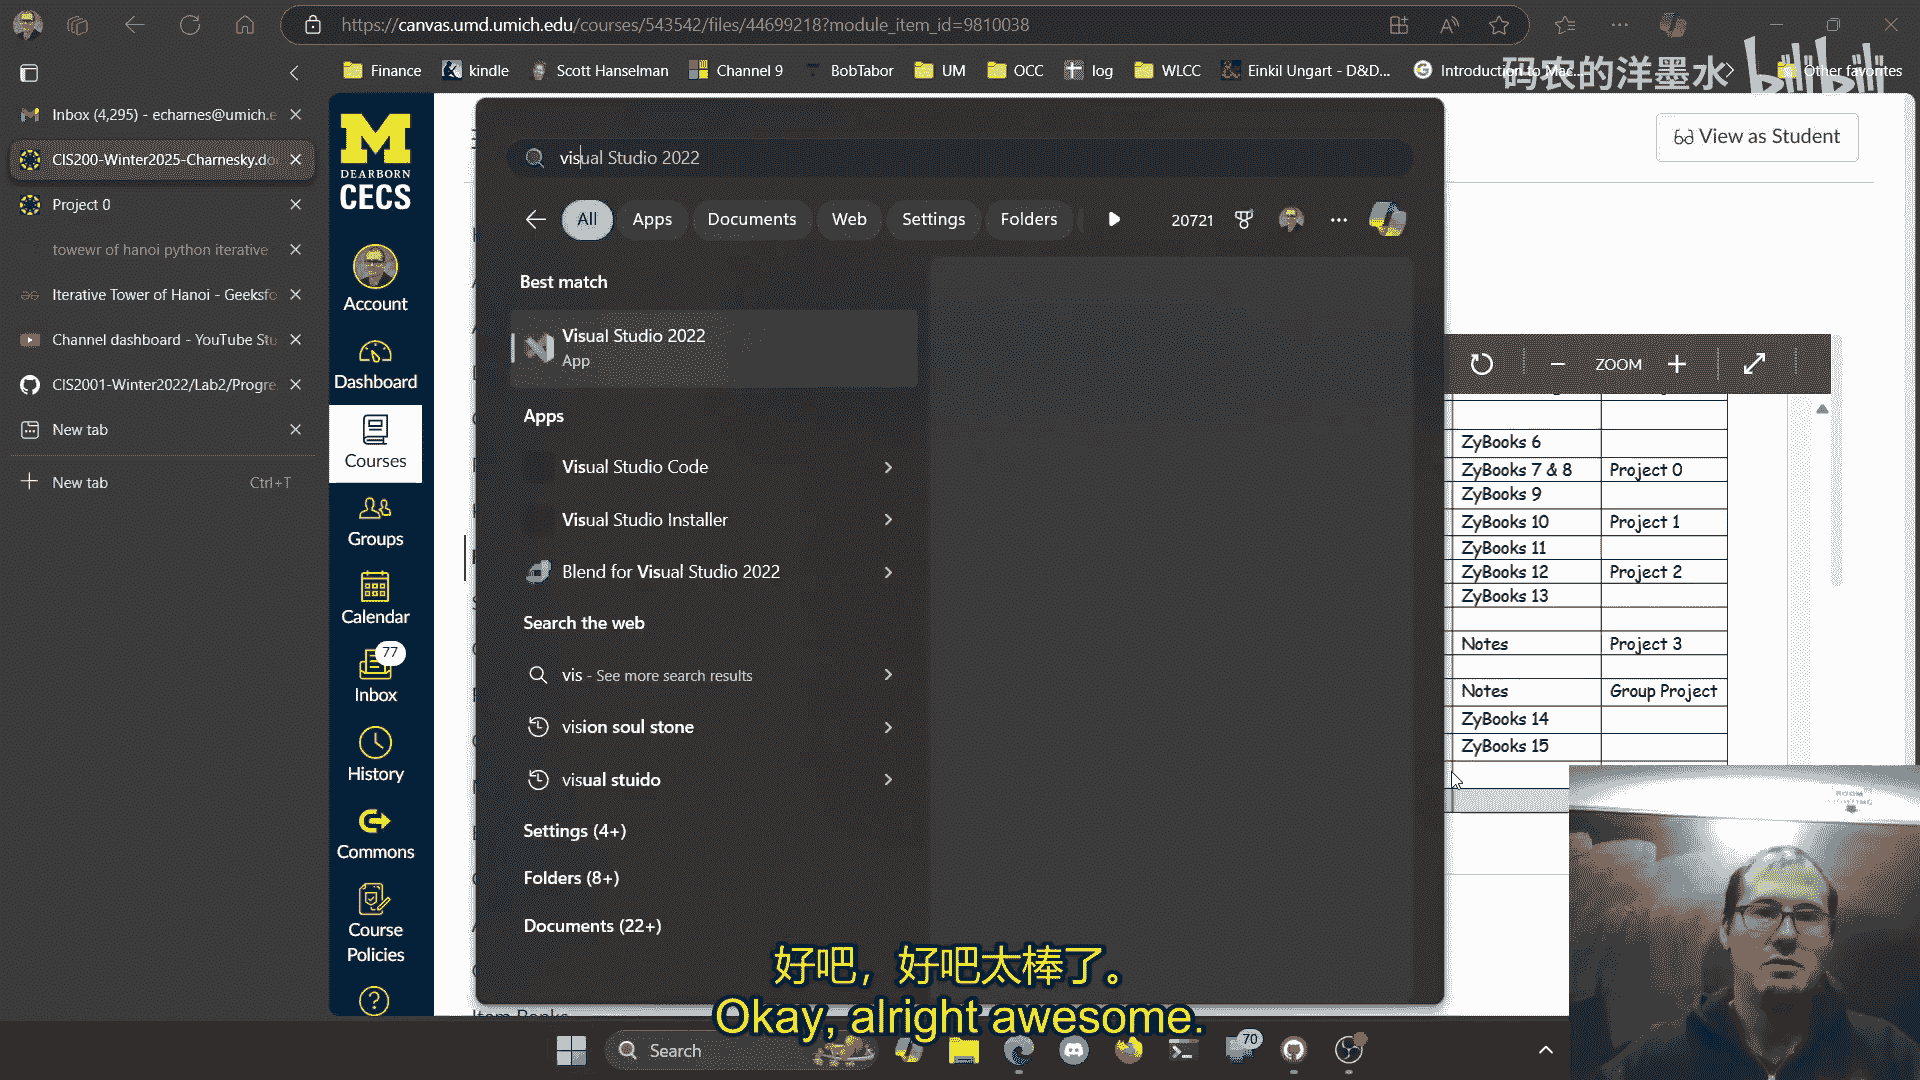 https://canvas.umd.umich.edu/courses/543542/files/44699218?module_item_id=9810038
Finance
kindle
Scott Hanselman
Channel 9
BobTabor
UM
OCC
log
WLCC
Einkil Ungart - D&D...
Introduction to Mac...
Other favorites
码农的洋墨水
bilibili
Inbox (4,295) - echarnes@umich.e
CIS200-Winter2025-Charnesky.do
Project 0
towewr of hanoi python iterative
Iterative Tower of Hanoi - Geeksfo
Channel dashboard - YouTube Stu
CIS2001-Winter2022/Lab2/Progre
New tab
New tab
Ctrl+T
M
DEARBORN
CECS
Account
Dashboard
Courses
Groups
Calendar
77
Inbox
History
Commons
Course
Policies
View as Student
visual Studio 2022
All
Apps
Documents
Web
Settings
Folders
20721
Best match
Visual Studio 2022
App
Apps
Visual Studio Code
Visual Studio Installer
Blend for Visual Studio 2022
Search the web
vis - See more search results
vision soul stone
visual stuido
Settings (4+)
Folders (8+)
Documents (22+)
ZOOM
ZyBooks 6
ZyBooks 7 & 8 Project 0
ZyBooks 9
ZyBooks 10 Project 1
ZyBooks 11
ZyBooks 12 Project 2
ZyBooks 13
Notes Project 3
Notes Group Project
ZyBooks 14
ZyBooks 15
好吧，好吧太棒了。
Okay, alright awesome.
Search
70